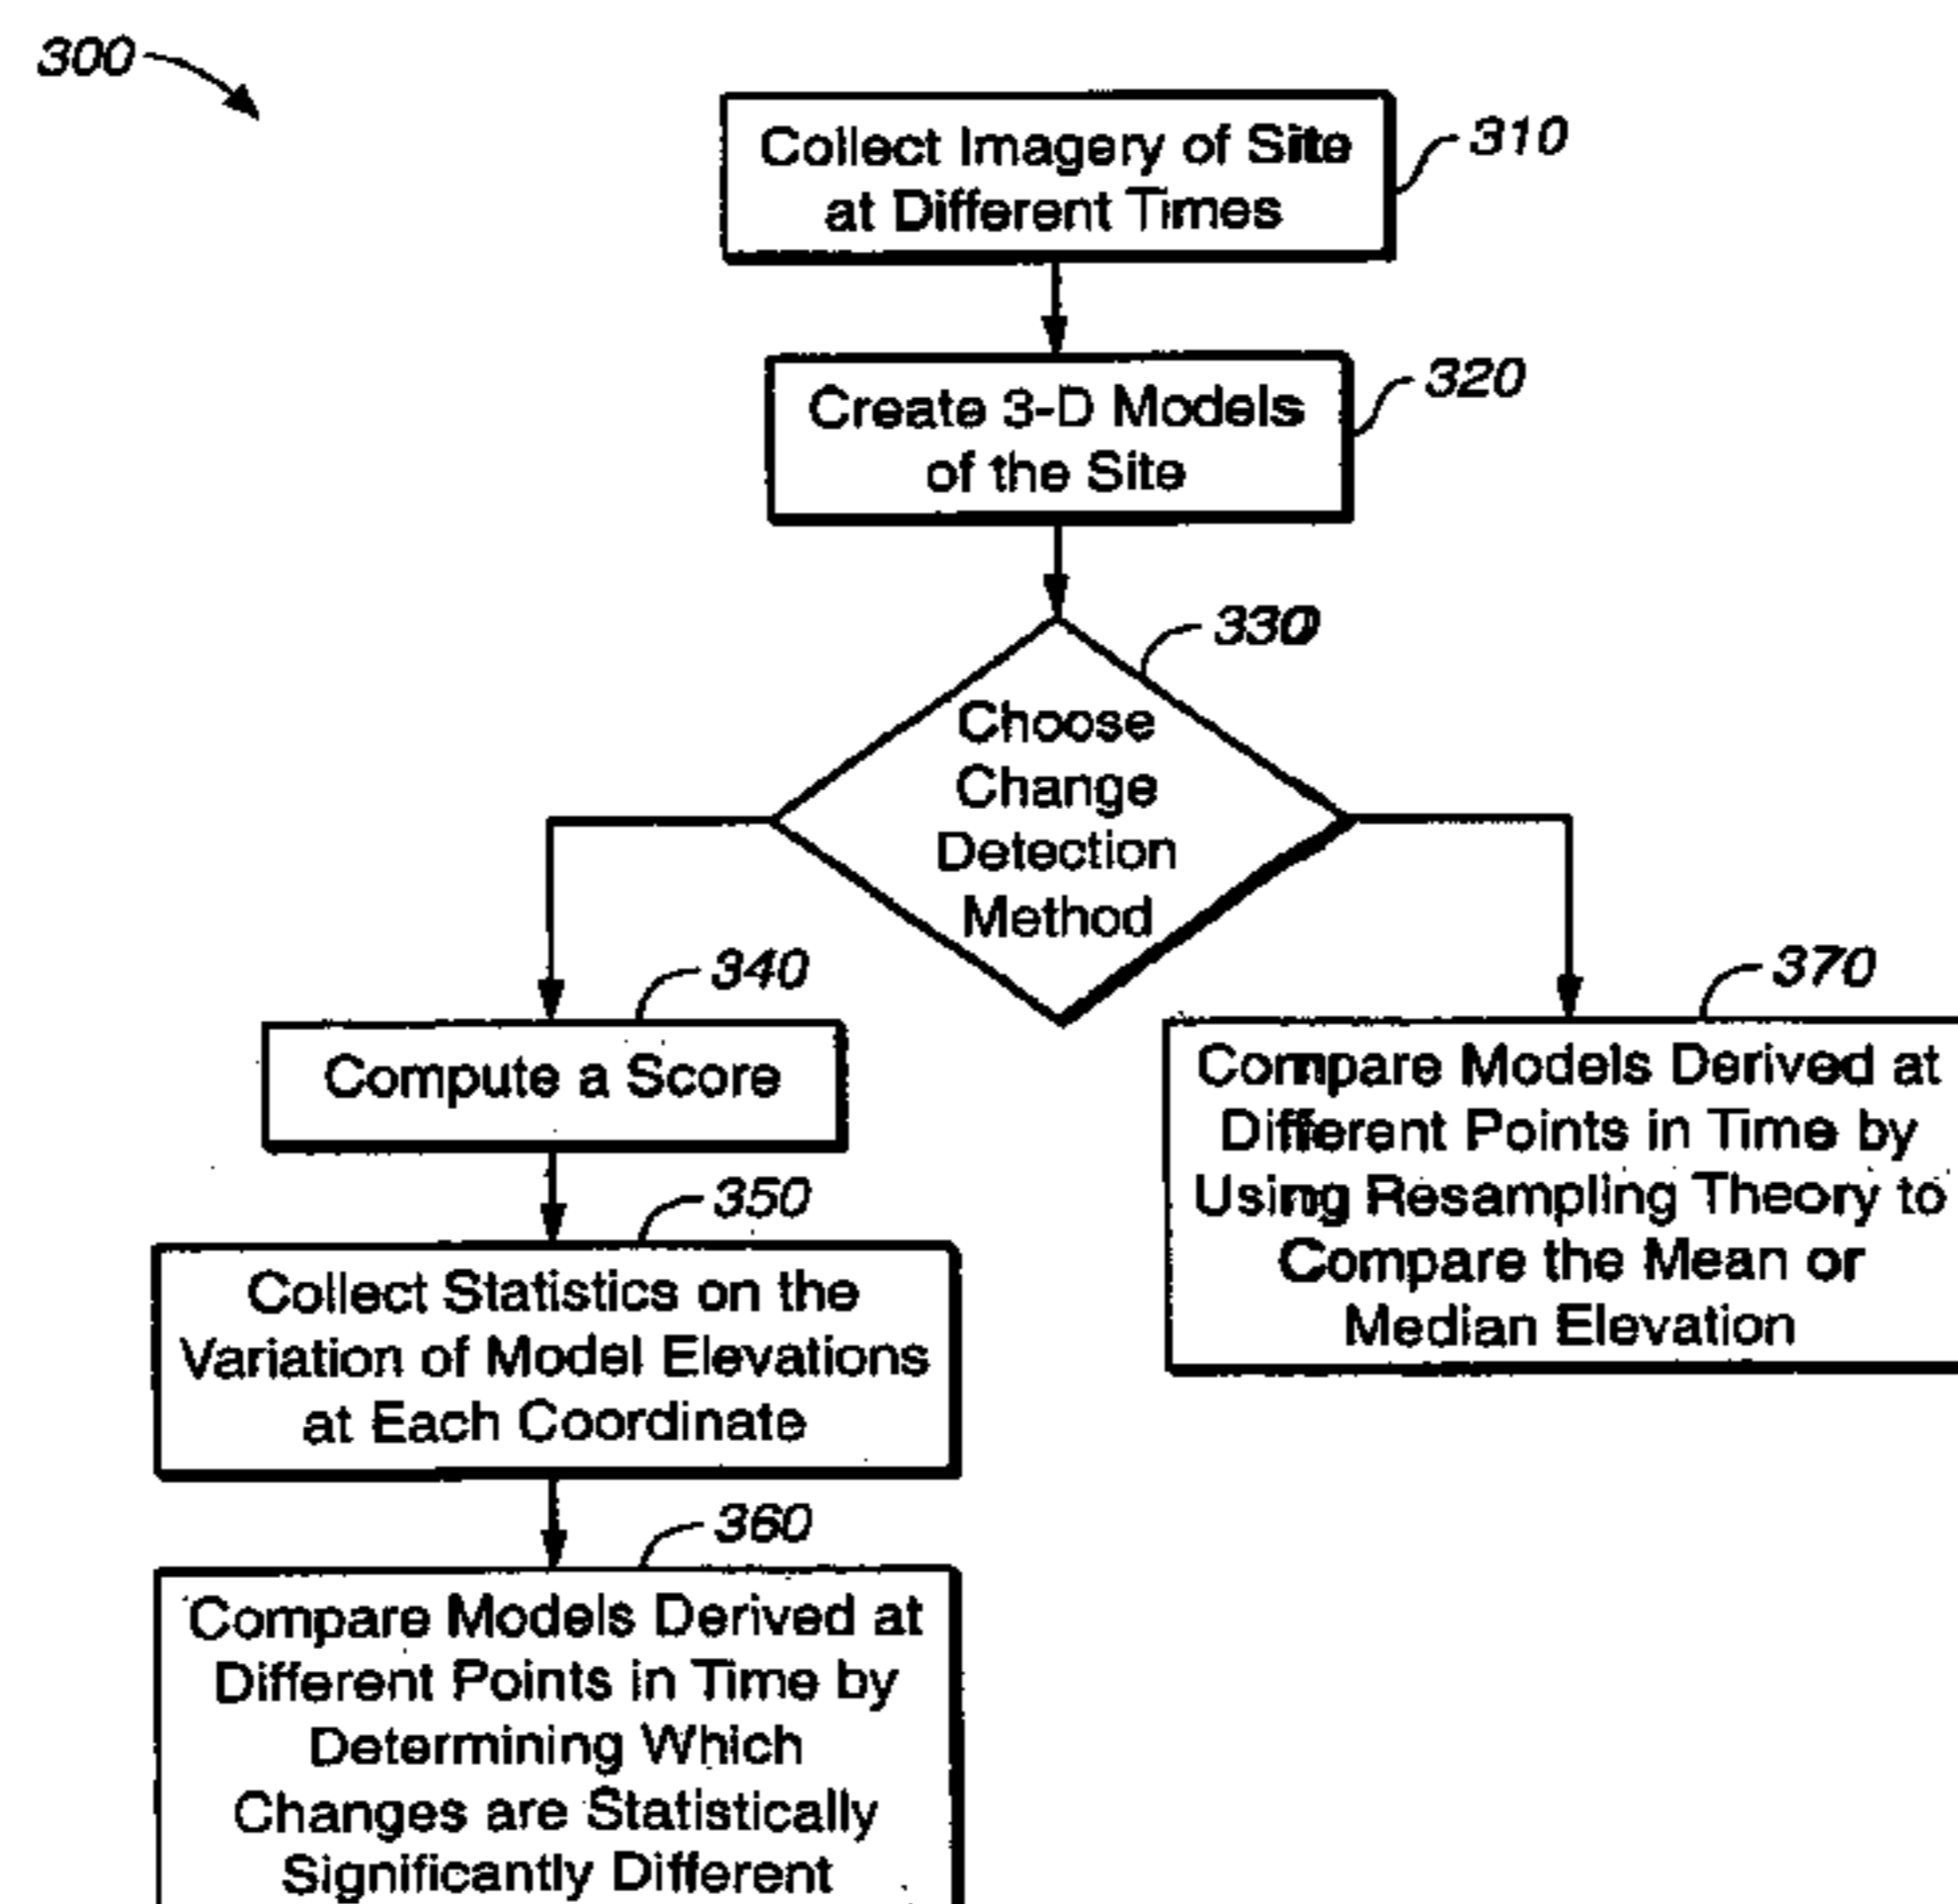 300
Collect Imagery of Site
at Different Times
310
Create 3-D Models
of the Site
320
330
Choose
Change
Detection
Method
340
Compute a Score
350
Collect Statistics on the
Variation of Model Elevations
at Each Coordinate
360
Compare Models Derived at
Different Points in Time by
Determining Which
Changes are Statistically
Significantly Different
370
Compare Models Derived at
Different Points in Time by
Using Resampling Theory to
Compare the Mean or
Median Elevation